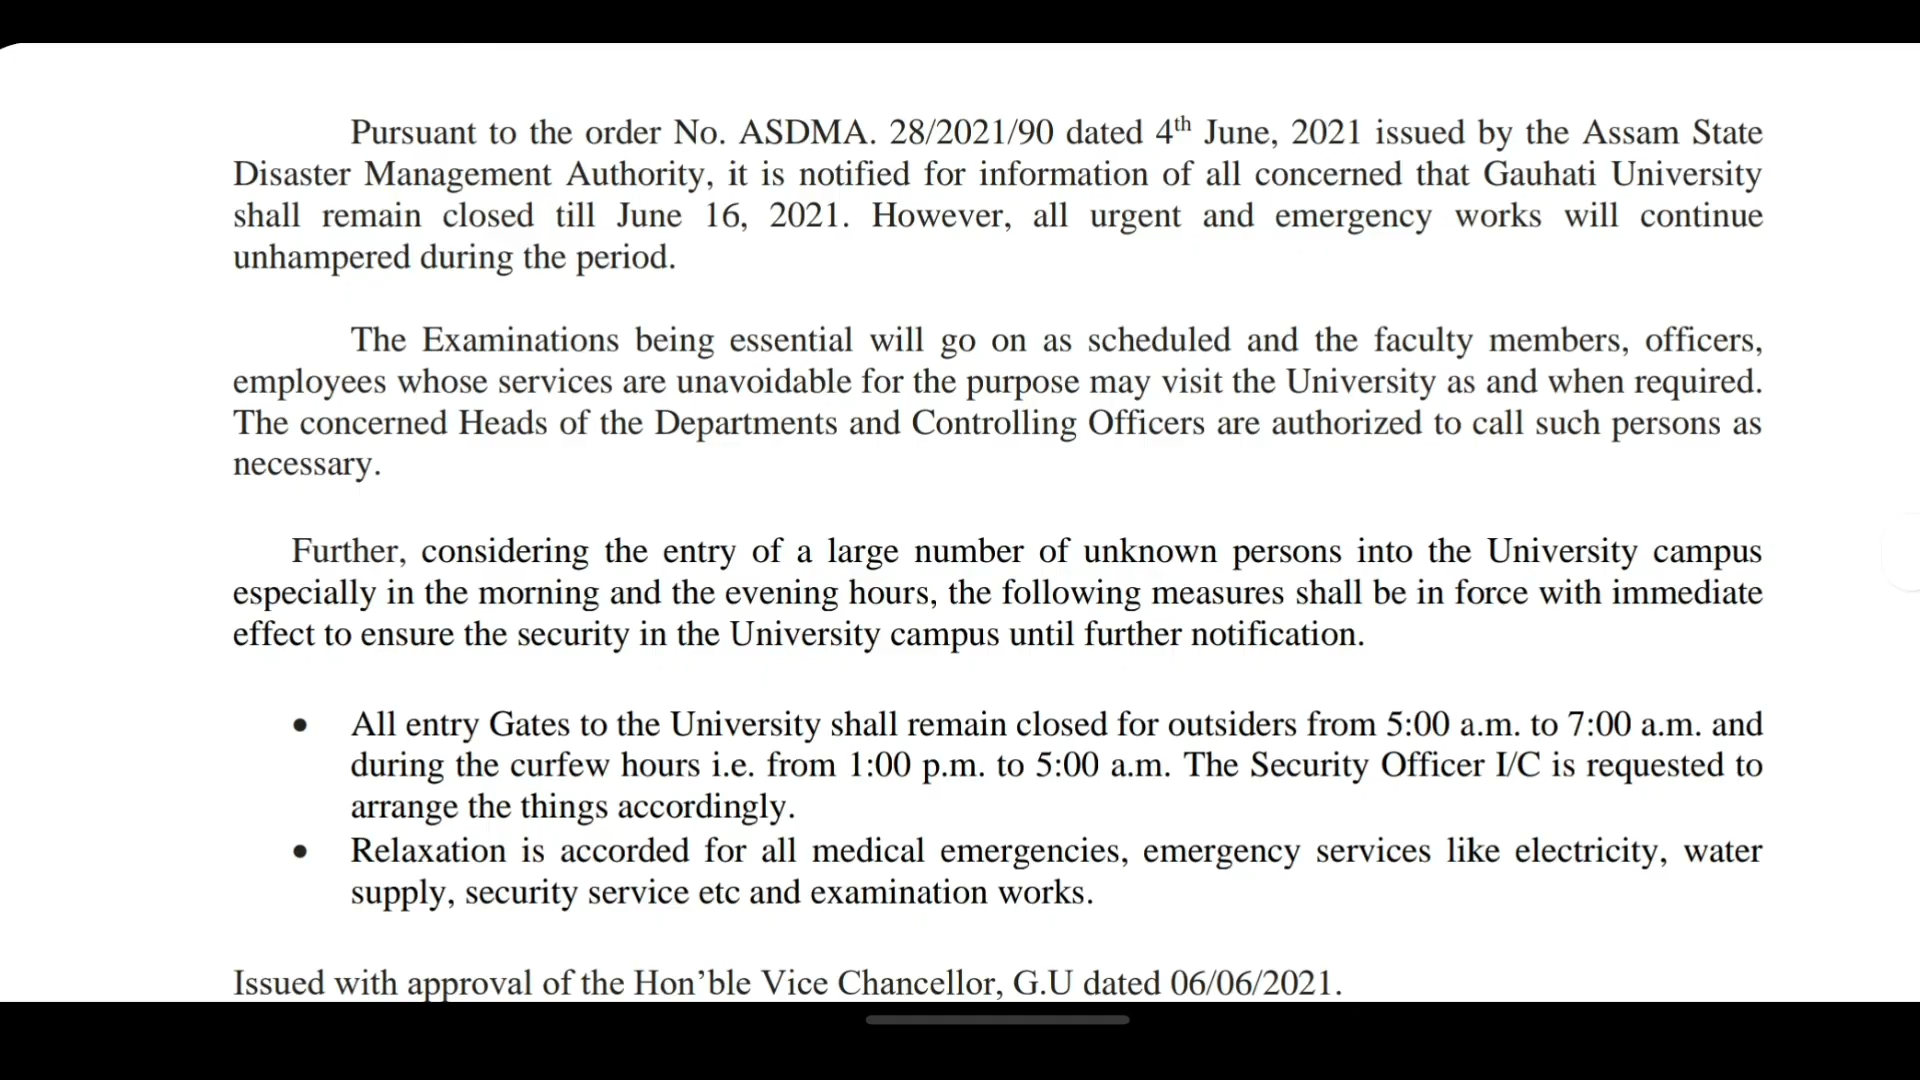 Pursuant to the order No. ASDMA. 28/2021/90 dated 4th June, 2021 issued by the Assam State
Disaster Management Authority, it is notified for information of all concerned that Gauhati University
shall remain closed till June 16, 2021. However, all urgent and emergency works will continue
unhampered during the period.
The Examinations being essential will go on as scheduled and the faculty members, officers,
employees whose services are unavoidable for the purpose may visit the University as and when required.
The concerned Heads of the Departments and Controlling Officers are authorized to call such persons as
necessary.
Further, considering the entry of a large number of unknown persons into the University campus
especially in the morning and the evening hours, the following measures shall be in force with immediate
effect to ensure the security in the University campus until further notification.
• All entry Gates to the University shall remain closed for outsiders from 5:00 a.m. to 7:00 a.m. and
during the curfew hours i.e. from 1:00 p.m. to 5:00 a.m. The Security Officer I/C is requested to
arrange the things accordingly.
• Relaxation is accorded for all medical emergencies, emergency services like electricity, water
supply, security service etc and examination works.
Issued with approval of the Hon’ble Vice Chancellor, G.U dated 06/06/2021.